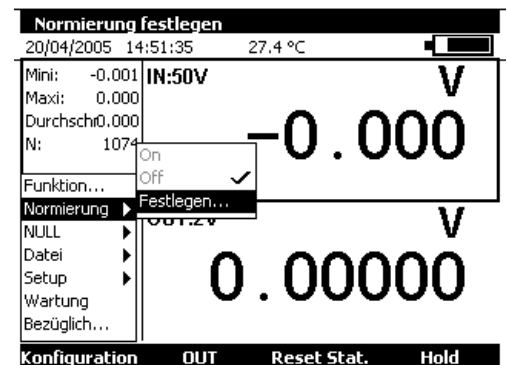 Normierung festlegen
20/04/2005 14:51:35 27.4 °C
Mini: -0.001
Maxi: 0.000
Durchschn0.000
N: 1074
IN:50V
V
-0.000
On
Off
Festlegen...
Funktion...
Normierung
NULL
Datei
Setup
Wartung
Bezüglich...
OUT:2V
V
0.00000
Konfiguration OUT Reset Stat. Hold